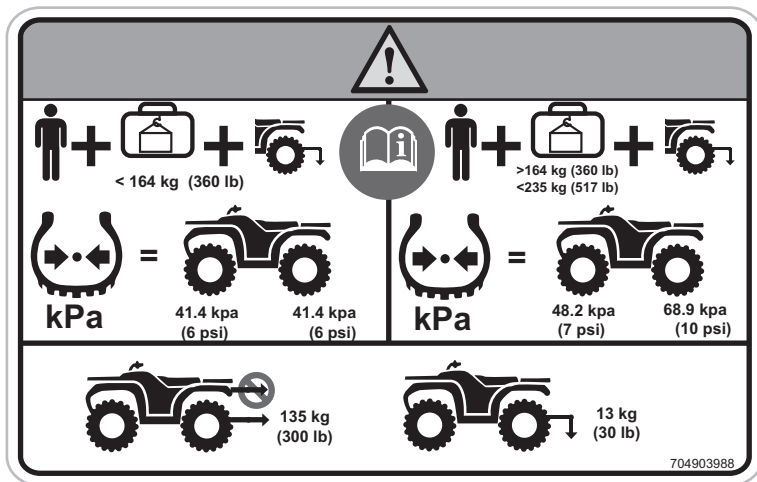 !
i
< 164 kg (360 lb)
>164 kg (360 lb)
<235 kg (517 lb)
kPa
=
41.4 kpa
(6 psi)
41.4 kpa
(6 psi)
kPa
=
48.2 kpa
(7 psi)
68.9 kpa
(10 psi)
135 kg
(300 lb)
13 kg
(30 lb)
704903988